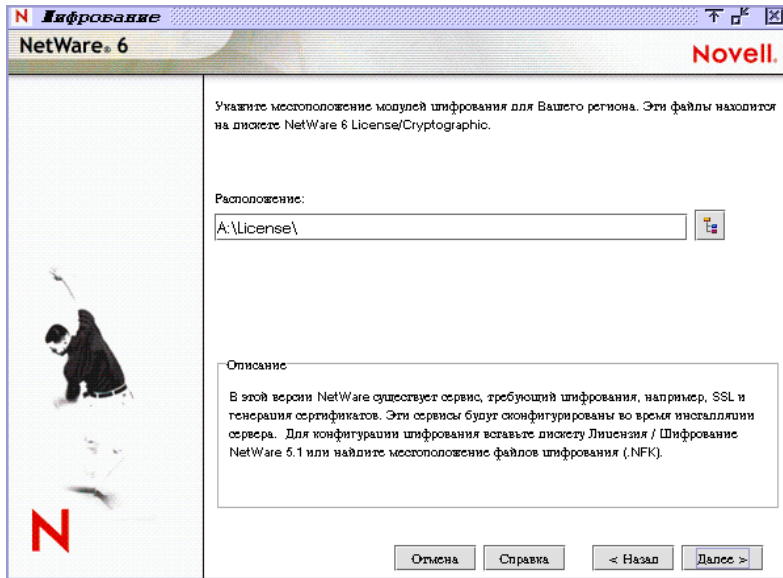 N Шифрование
NetWare® 6
Novell.
Укажите местоположение модулей шифрования для Вашего региона. Эти файлы находится
на дискете NetWare 6 License/Cryptographic.
Расположение:
A:\License\
Описание
В этой версии NetWare существует сервис, требующий шифрования, например, SSL и
генерация сертификатов. Эти сервисы будут сконфигурированы во время инсталляции
сервера. Для конфигурации шифрования вставьте дискету Лицензия / Шифрование
NetWare 5.1 или найдите местоположение файлов шифрования (.NFK).
N
Отмена
Справка
< Назад
Далее >